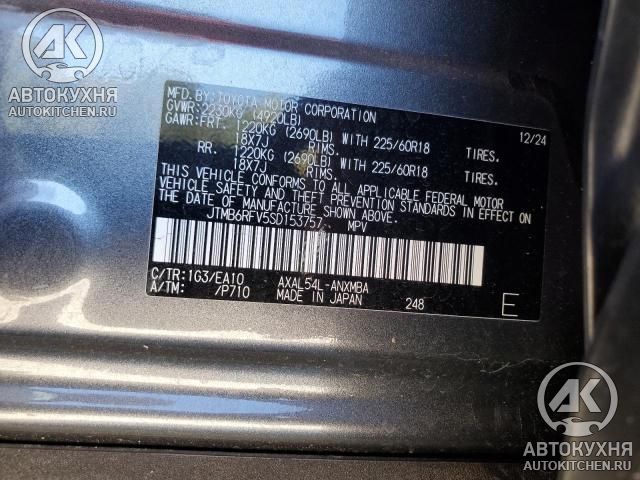 AK
АВТОКУХНЯ
AUTOKITCHEN.RU
MFD. BY: TOYOTA MOTOR CORPORATION 12/24
GVWR: 2230KG (4920LB)
GAWR: FRT. 1220KG (2690LB) WITH 225/60R18 TIRES.
18X7J RIMS.
RR. 1220KG (2690LB) WITH 225/60R18 TIRES.
18X7J RIMS.
THIS VEHICLE CONFORMS TO ALL APPLICABLE FEDERAL MOTOR
VEHICLE SAFETY AND THEFT PREVENTION STANDARDS IN EFFECT ON
THE DATE OF MANUFACTURE SHOWN ABOVE.
JTMB6RFV5SD153757 MPV
C/TR: 1G3/EA10 AXAL54L-ANXMBA
A/TM: /P710 MADE IN JAPAN 248 E
AK
АВТОКУХНЯ
AUTOKITCHEN.RU